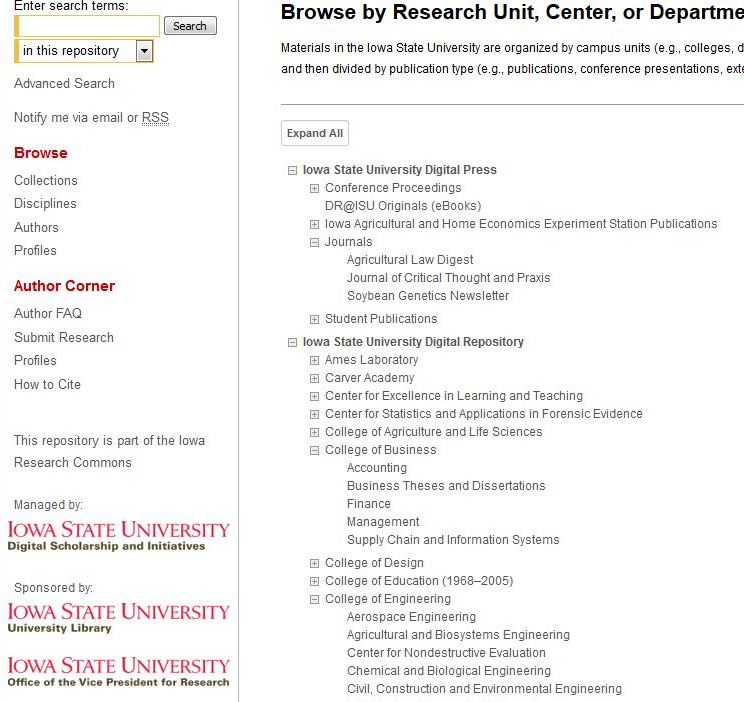 Enter search terms:
Search
in this repository
Advanced Search
Notify me via email or RSS
Browse
Collections
Disciplines
Authors
Profiles
Author Corner
Author FAQ
Submit Research
Profiles
How to Cite
This repository is part of the Iowa
Research Commons
Managed by:
IOWA STATE UNIVERSITY
Digital Scholarship and Initiatives
Sponsored by:
IOWA STATE UNIVERSITY
University Library
IOWA STATE UNIVERSITY
Office of the Vice President for Research
Browse by Research Unit, Center, or Departme
Materials in the Iowa State University are organized by campus units (e.g., colleges, d
and then divided by publication type (e.g., publications, conference presentations, exte
Expand All
Iowa State University Digital Press
Conference Proceedings
DR@ISU Originals (eBooks)
Iowa Agricultural and Home Economics Experiment Station Publications
Journals
Agricultural Law Digest
Journal of Critical Thought and Praxis
Soybean Genetics Newsletter
Student Publications
Iowa State University Digital Repository
Ames Laboratory
Carver Academy
Center for Excellence in Learning and Teaching
Center for Statistics and Applications in Forensic Evidence
College of Agriculture and Life Sciences
College of Business
Accounting
Business Theses and Dissertations
Finance
Management
Supply Chain and Information Systems
College of Design
College of Education (1968–2005)
College of Engineering
Aerospace Engineering
Agricultural and Biosystems Engineering
Center for Nondestructive Evaluation
Chemical and Biological Engineering
Civil, Construction and Environmental Engineering